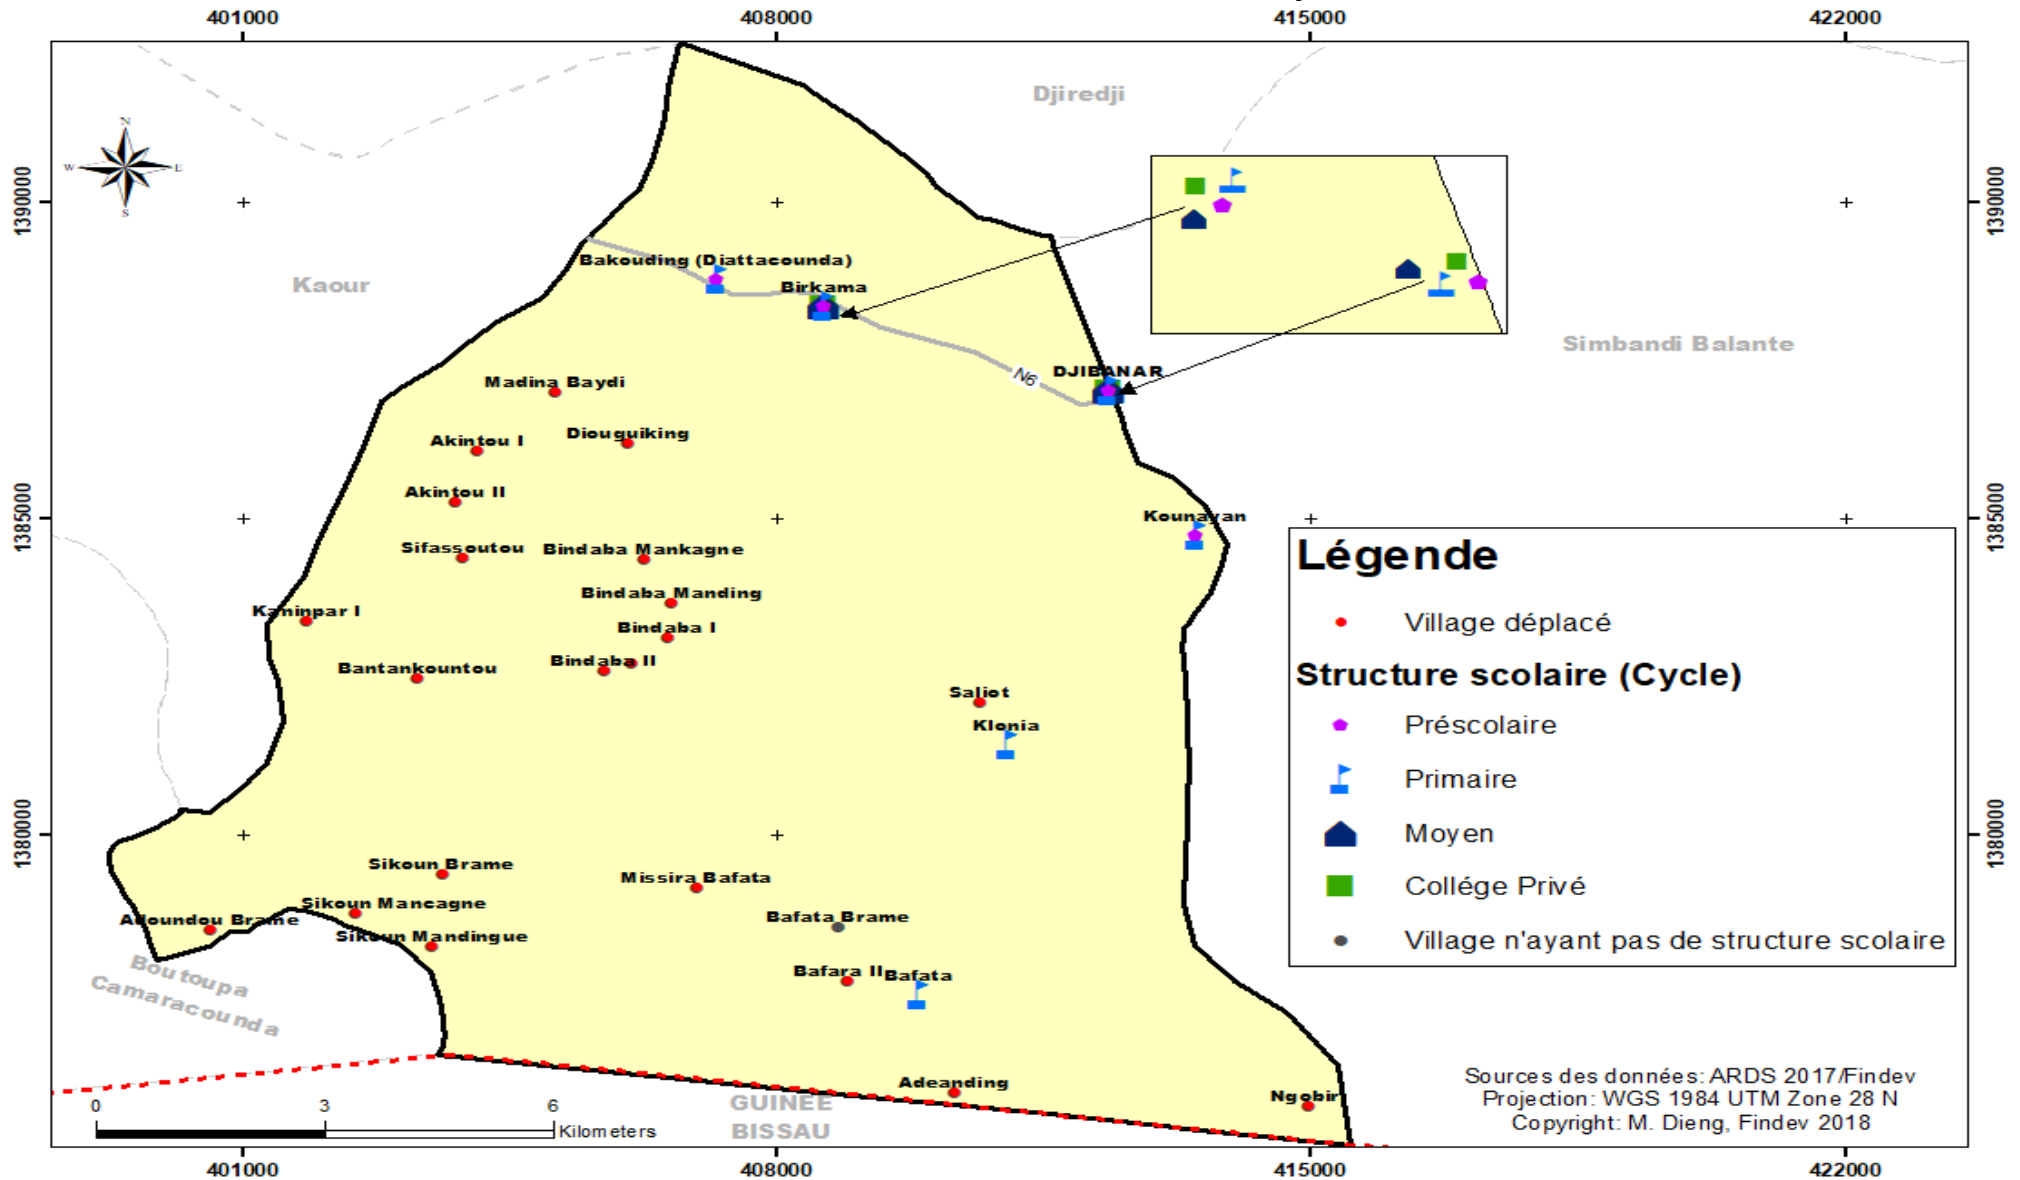 401000
408000
415000
422000
Djiredji
N
W
E
S
1390000
1390000
Bakouding (Diattacounda)
Kaour
Birkama
Simbandi Balante
DJIBANAR
N6
Madina Baydi
Diouguiking
Akintou I
Akintou II
Kounayan
1385000
1385000
Sifassoutou
Bindaba Mankagne
Légende
Bindaba Manding
Kaninpar I
Village déplacé
Bindaba I
Bindaba II
Bantankountou
Structure scolaire (Cycle)
Saliot
Klonia
Préscolaire
Primaire
1380000
1380000
Moyen
Sikoun Brame
Missira Bafata
Collége Privé
Sikoun Mancagne
Adoundou Brame
Bafata Brame
Sikoun Mandingue
Village n'ayant pas de structure scolaire
Boutoupa
Camaracounda
Bafara II
Bafata
Adeanding
Ngobir
Sources des données: ARDS 2017/Findev
Projection: WGS 1984 UTM Zone 28 N
Copyright: M. Dieng, Findev 2018
0
3
6
Kilometers
GUINEE
BISSAU
401000
408000
415000
422000